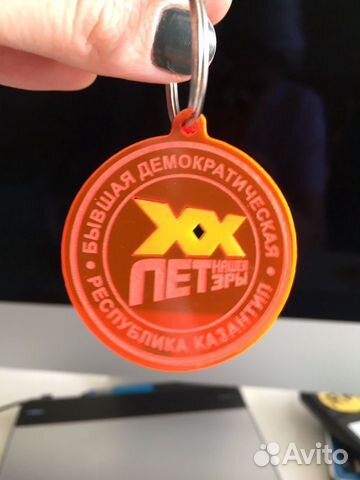 БЫВШАЯ ДЕМОКРАТИЧЕСКАЯ
XX
ЛЕТ НАШЕЙ
ЭРЫ
РЕСПУБЛИКА КАЗАНТИП
Avito